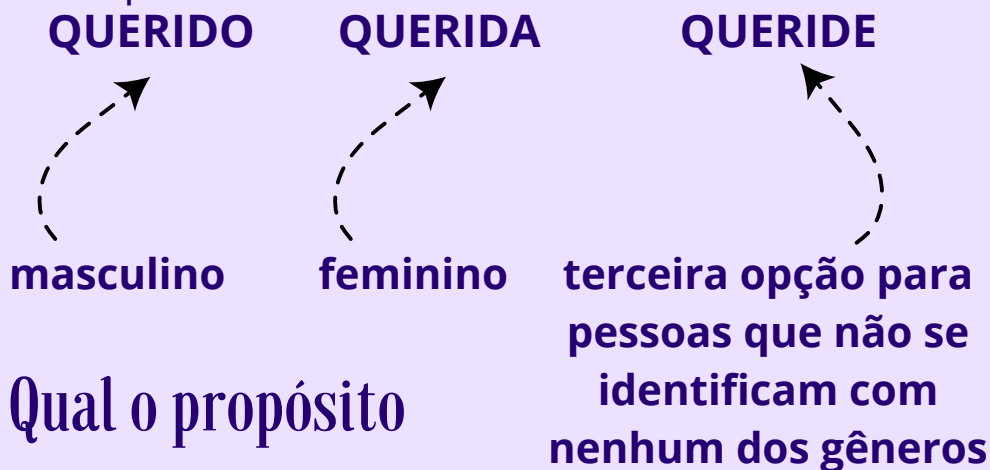 QUERIDO QUERIDA QUERIDE
masculino feminino terceira opção para
pessoas que não se
identificam com
nenhum dos gêneros
Qual o propósito